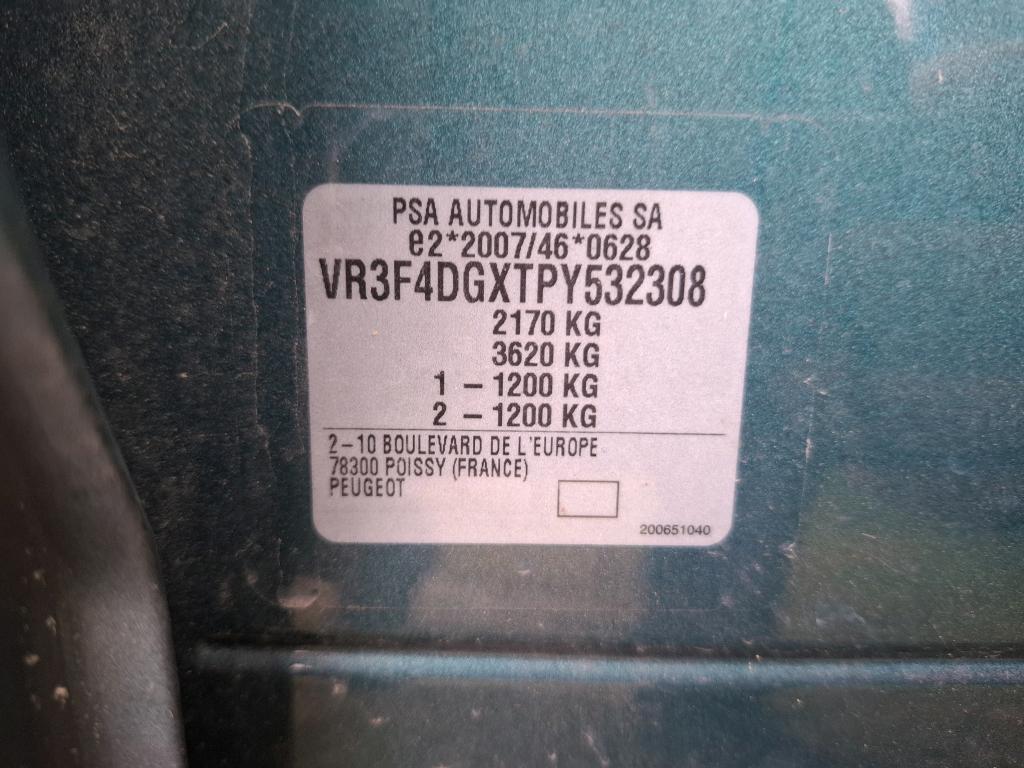 PSA AUTOMOBILES SA
e2*2007/46*0628
VR3F4DGXTPY532308
2170 KG
3620 KG
1 – 1200 KG
2 – 1200 KG
2–10 BOULEVARD DE L'EUROPE
78300 POISSY (FRANCE)
PEUGEOT
200651040